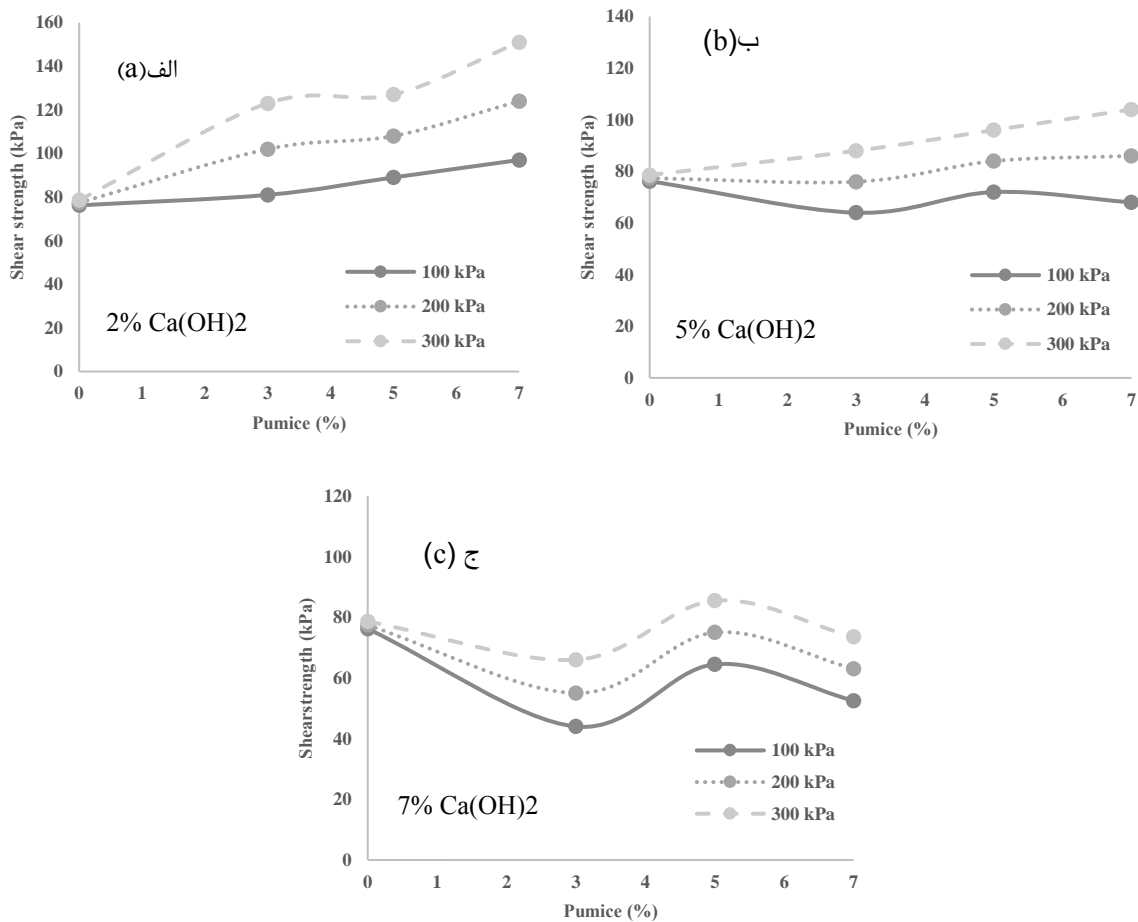 الف(a)
Shear strength (kPa)
160
140
120
100
80
60
40
20
0
0 1 2 3 4 5 6 7
Pumice (%)
100 kPa
200 kPa
300 kPa
2% Ca(OH)2
ب(b)
Shear strength (kPa)
140
120
100
80
60
40
20
0
0 1 2 3 4 5 6 7
Pumice (%)
100 kPa
200 kPa
300 kPa
5% Ca(OH)2
ج (c)
Shearstrength (kPa)
120
100
80
60
40
20
0
0 1 2 3 4 5 6 7
Pumice (%)
100 kPa
200 kPa
300 kPa
7% Ca(OH)2